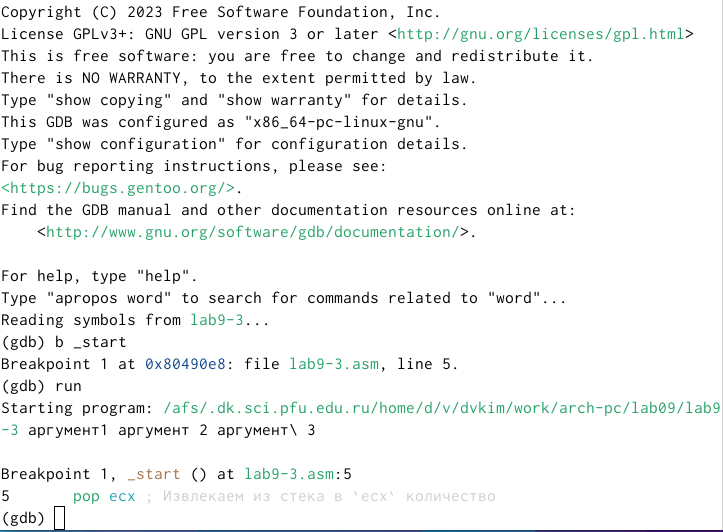 Copyright (C) 2023 Free Software Foundation, Inc.
License GPLv3+: GNU GPL version 3 or later <http://gnu.org/licenses/gpl.html>
This is free software: you are free to change and redistribute it.
There is NO WARRANTY, to the extent permitted by law.
Type "show copying" and "show warranty" for details.
This GDB was configured as "x86_64-pc-linux-gnu".
Type "show configuration" for configuration details.
For bug reporting instructions, please see:
<https://bugs.gentoo.org/>.
Find the GDB manual and other documentation resources online at:
    <http://www.gnu.org/software/gdb/documentation/>.

For help, type "help".
Type "apropos word" to search for commands related to "word"...
Reading symbols from lab9-3...
(gdb) b _start
Breakpoint 1 at 0x80490e8: file lab9-3.asm, line 5.
(gdb) run
Starting program: /afs/.dk.sci.pfu.edu.ru/home/d/v/dvkim/work/arch-pc/lab09/lab9
-3 аргумент1 аргумент 2 аргумент\ 3

Breakpoint 1, _start () at lab9-3.asm:5
5       pop ecx ; Извлекаем из стека в `ecx` количество
(gdb)